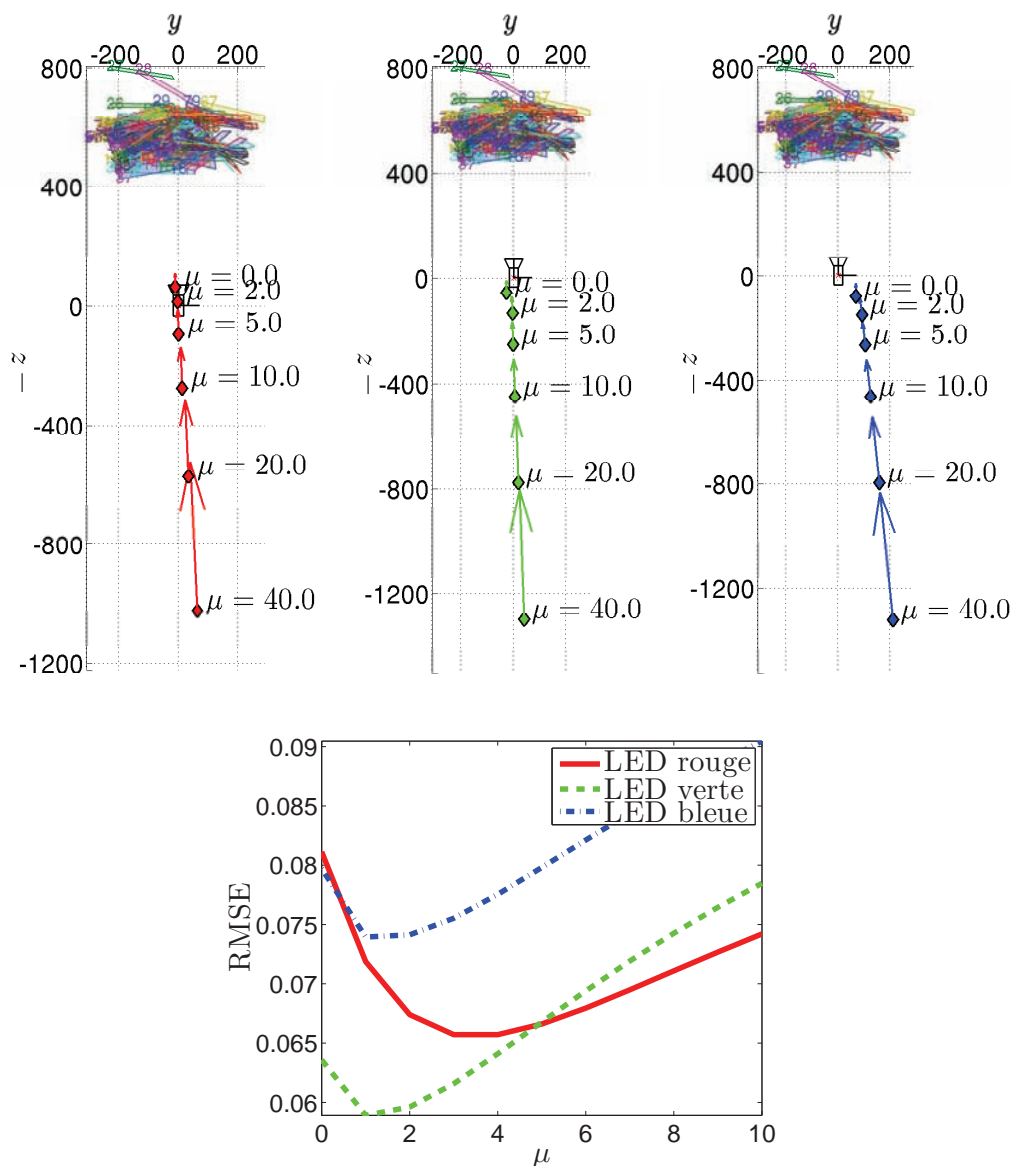 y
-200 0 200
800
400
0
-400
-800
-1200
− z
μ = 0.0
μ = 2.0
μ = 5.0
μ = 10.0
μ = 20.0
μ = 40.0
y
-200 0 200
800
400
0
-400
-800
-1200
− z
μ = 0.0
μ = 2.0
μ = 5.0
μ = 10.0
μ = 20.0
μ = 40.0
y
-200 0 200
800
400
0
-400
-800
-1200
− z
μ = 0.0
μ = 2.0
μ = 5.0
μ = 10.0
μ = 20.0
μ = 40.0
0.09
0.085
0.08
0.075
0.07
0.065
0.06
RMSE
LED rouge
LED verte
LED bleue
0 2 4 6 8 10
μ